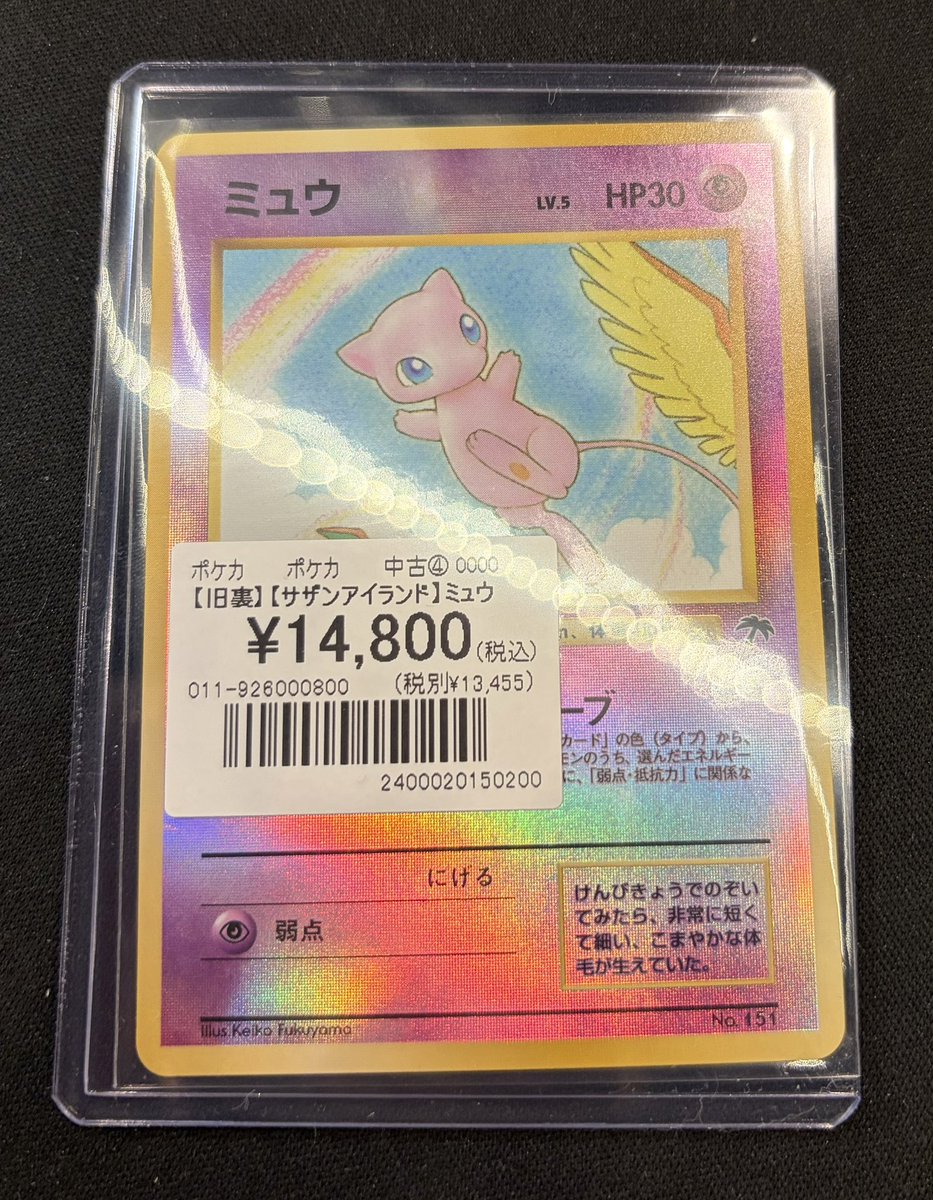 ミュウ LV.5 HP30
ポケカ ポケカ 中古④ 0000
【旧裏】【サザンアイランド】ミュウ
¥14,800(税込)
011-926000800 (税別¥13,455)
2400020150200
ーブ
カード」の色（タイプ）から、
モンのうち、選んだエネルギー
に、「弱点・抵抗力」に関係な
にげる
弱点
けんびきょうでのぞい
てみたら、非常に短く
て細い、こまやかな体
毛が生えていた。
Illus. Keiko Fukuyama
No. 151